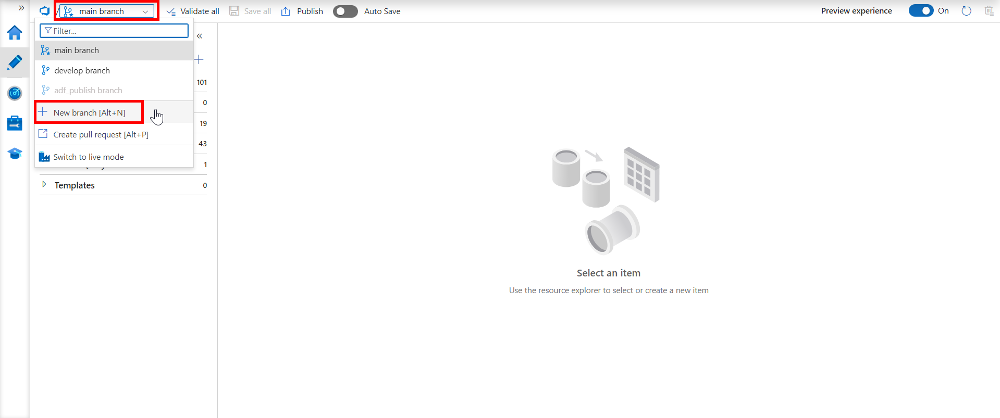 » / main branch Validate all Save all Publish Auto Save Preview experience On
Filter... «
main branch
develop branch
101
adf_publish branch
0
New branch [Alt+N]
19
Create pull request [Alt+P]
43
Switch to live mode
1
Templates 0
Select an item
Use the resource explorer to select or create a new item